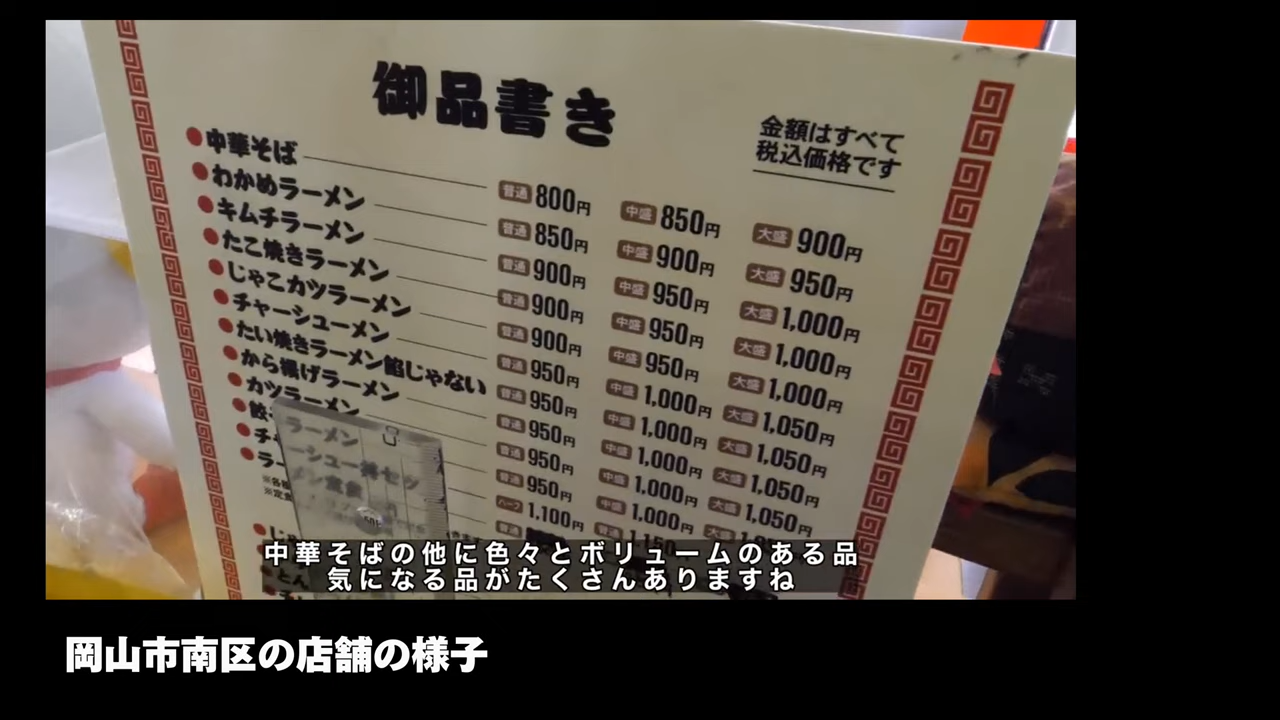 御品書き
金額はすべて
税込価格です
●中華そば 普通 800円 中盛 850円 大盛 900円
●わかめラーメン 普通 850円 中盛 900円 大盛 950円
●キムチラーメン 普通 900円 中盛 950円 大盛 1,000円
●たこ焼きラーメン 普通 900円 中盛 950円 大盛 1,000円
●じゃこカツラーメン 普通 900円 中盛 950円 大盛 1,000円
●チャーシューメン 普通 950円 中盛 1,000円 大盛 1,050円
●たい焼きラーメン餡じゃない 普通 950円 中盛 1,000円 大盛 1,050円
●から揚げラーメン 普通 950円 中盛 1,000円 大盛 1,050円
●カツラーメン 普通 950円 中盛 1,000円 大盛 1,050円
ラーメン 普通 950円 中盛 1,000円
ハーフ 1,100円 普通 1,150
中華そばの他に色々とボリュームのある品
気になる品がたくさんありますね
岡山市南区の店舗の様子